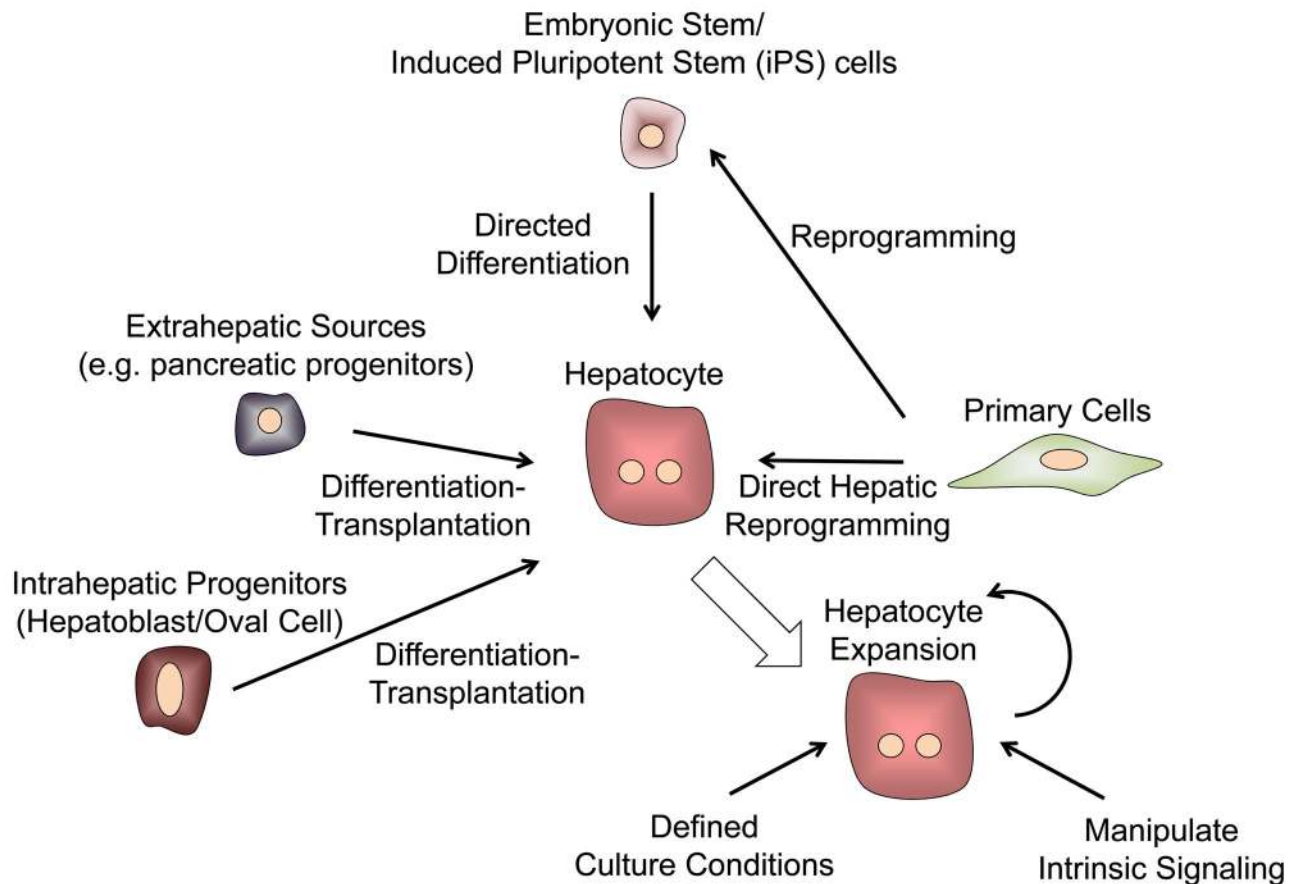 Embryonic Stem/
Induced Pluripotent Stem (iPS) cells
Directed
Differentiation
Reprogramming
Extrahepatic Sources
(e.g. pancreatic progenitors)
Hepatocyte
Primary Cells
Differentiation-
Transplantation
Direct Hepatic
Reprogramming
Intrahepatic Progenitors
(Hepatoblast/Oval Cell)
Differentiation-
Transplantation
Hepatocyte
Expansion
Defined
Culture Conditions
Manipulate
Intrinsic Signaling